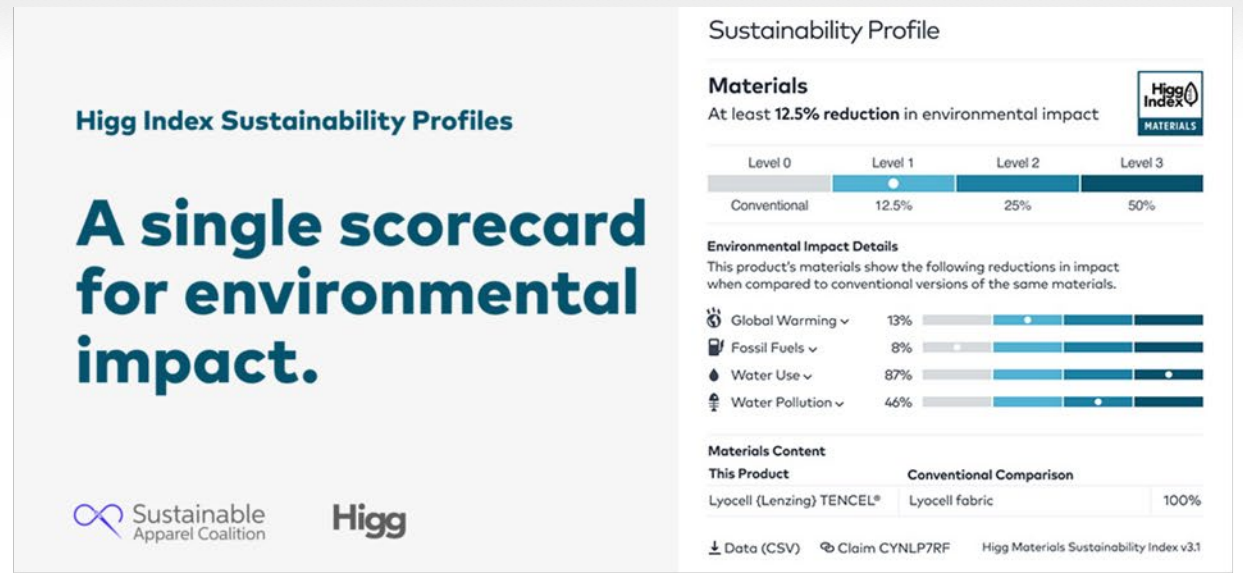 Higg Index Sustainability Profiles
A single scorecard
for environmental
impact.
Sustainable
Apparel Coalition
Higg
Sustainability Profile
Materials
At least 12.5% reduction in environmental impact
Higg
Index
MATERIALS
Level 0 Level 1 Level 2 Level 3
Conventional 12.5% 25% 50%
Environmental Impact Details
This product's materials show the following reductions in impact
when compared to conventional versions of the same materials.
Global Warming 13%
Fossil Fuels 8%
Water Use 87%
Water Pollution 46%
Materials Content
This Product Conventional Comparison
Lyocell {Lenzing} TENCEL® Lyocell fabric 100%
Data (CSV) Claim CYNLP7RF Higg Materials Sustainability Index v3.1